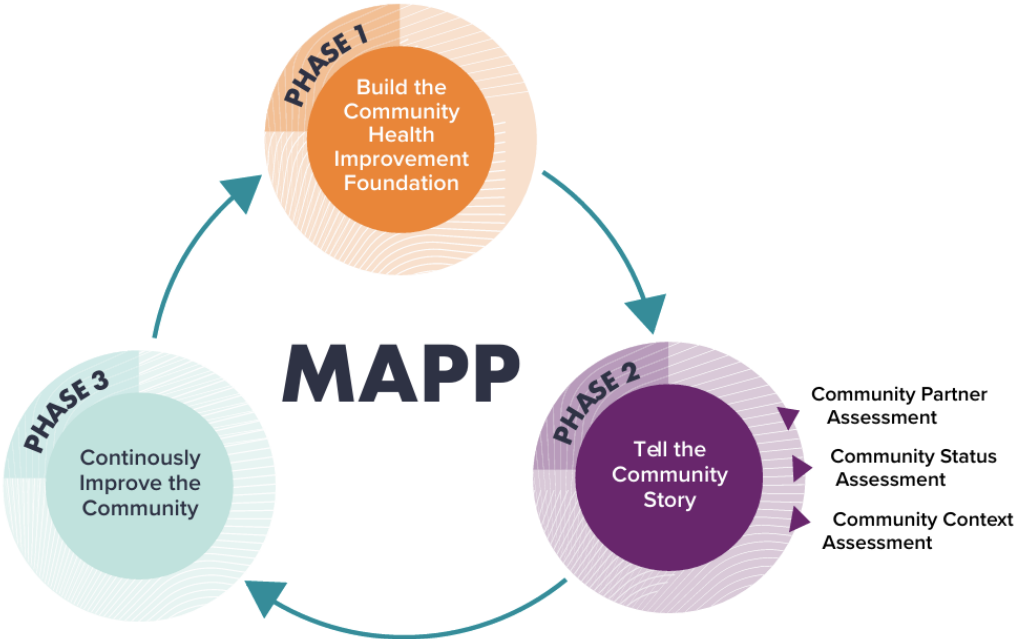 PHASE 1
Build the
Community
Health
Improvement
Foundation
MAPP
PHASE 2
Tell the
Community
Story
Community Partner
Assessment
Community Status
Assessment
Community Context
Assessment
PHASE 3
Continously
Improve the
Community